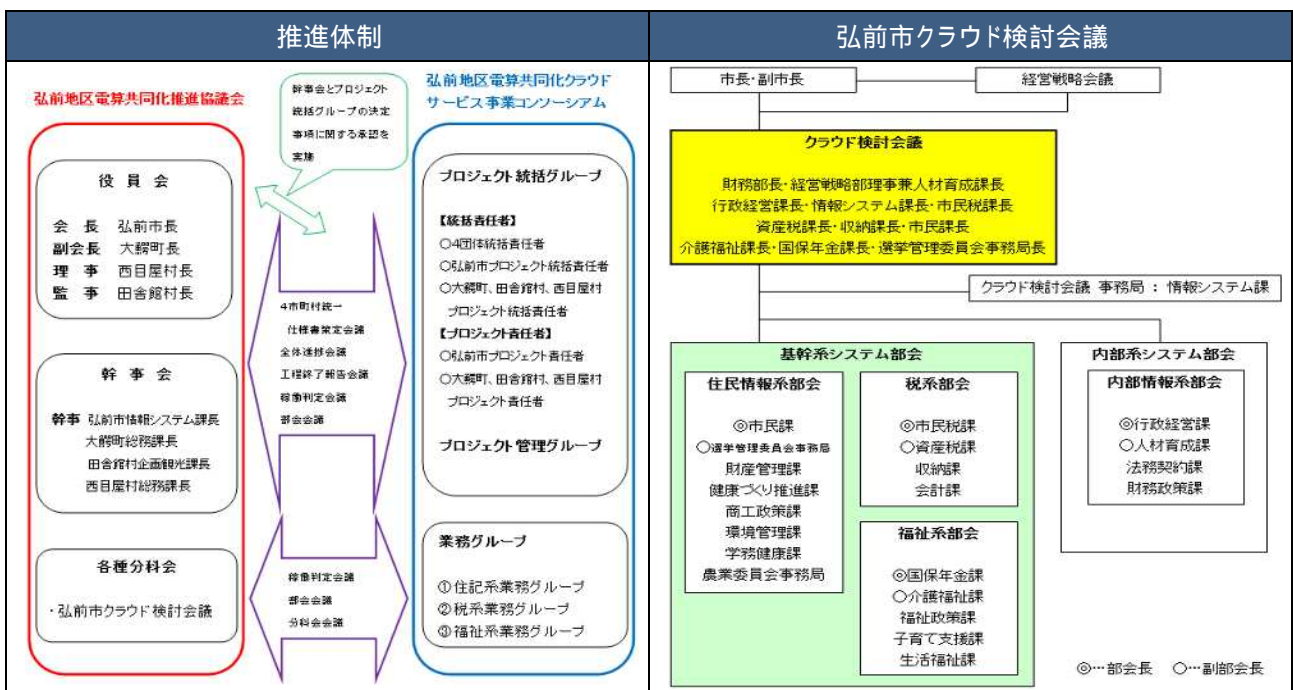 推進体制
弘前地区電算共同化推進協議会
幹事会とプロジェクト
統括グループの決定
事項に関する承認を
実施
弘前地区電算共同化クラウド
サービス事業コンソーシアム
役員会
会 長 弘前市長
副会長 大鰐町長
理 事 西目屋村長
監 事 田舎館村長
幹事会
幹事 弘前市情報システム課長
大鰐町総務課長
田舎館村企画観光課長
西目屋村総務課長
各種分科会
・弘前市クラウド検討会議
4市町村統一
仕様書策定会議
全体進捗会議
工程終了報告会議
稼働判定会議
部会会議
稼働判定会議
部会会議
分科会会議
プロジェクト統括グループ
【統括責任者】
○4団体統括責任者
○弘前市プロジェクト統括責任者
○大鰐町、田舎館村、西目屋村
プロジェクト統括責任者
【プロジェクト責任者】
○弘前市プロジェクト責任者
○大鰐町、田舎館村、西目屋村
プロジェクト責任者
プロジェクト管理グループ
業務グループ
①住記系業務グループ
②税系業務グループ
③福祉系業務グループ
弘前市クラウド検討会議
市長・副市長
経営戦略会議
クラウド検討会議
財務部長・経営戦略部理事兼人材育成課長
行政経営課長・情報システム課長・市民税課長
資産税課長・収納課長・市民課長
介護福祉課長・国保年金課長・選挙管理委員会事務局長
クラウド検討会議 事務局 : 情報システム課
基幹系システム部会
住民情報系部会
◎市民課
○選挙管理委員会事務局
財産管理課
健康づくり推進課
商工政策課
環境管理課
学務健康課
農業委員会事務局
税系部会
◎市民税課
○資産税課
収納課
会計課
福祉系部会
◎国保年金課
○介護福祉課
福祉政策課
子育て支援課
生活福祉課
内部系システム部会
内部情報系部会
◎行政経営課
○人材育成課
法務契約課
財務政策課
◎…部会長 ○…副部会長